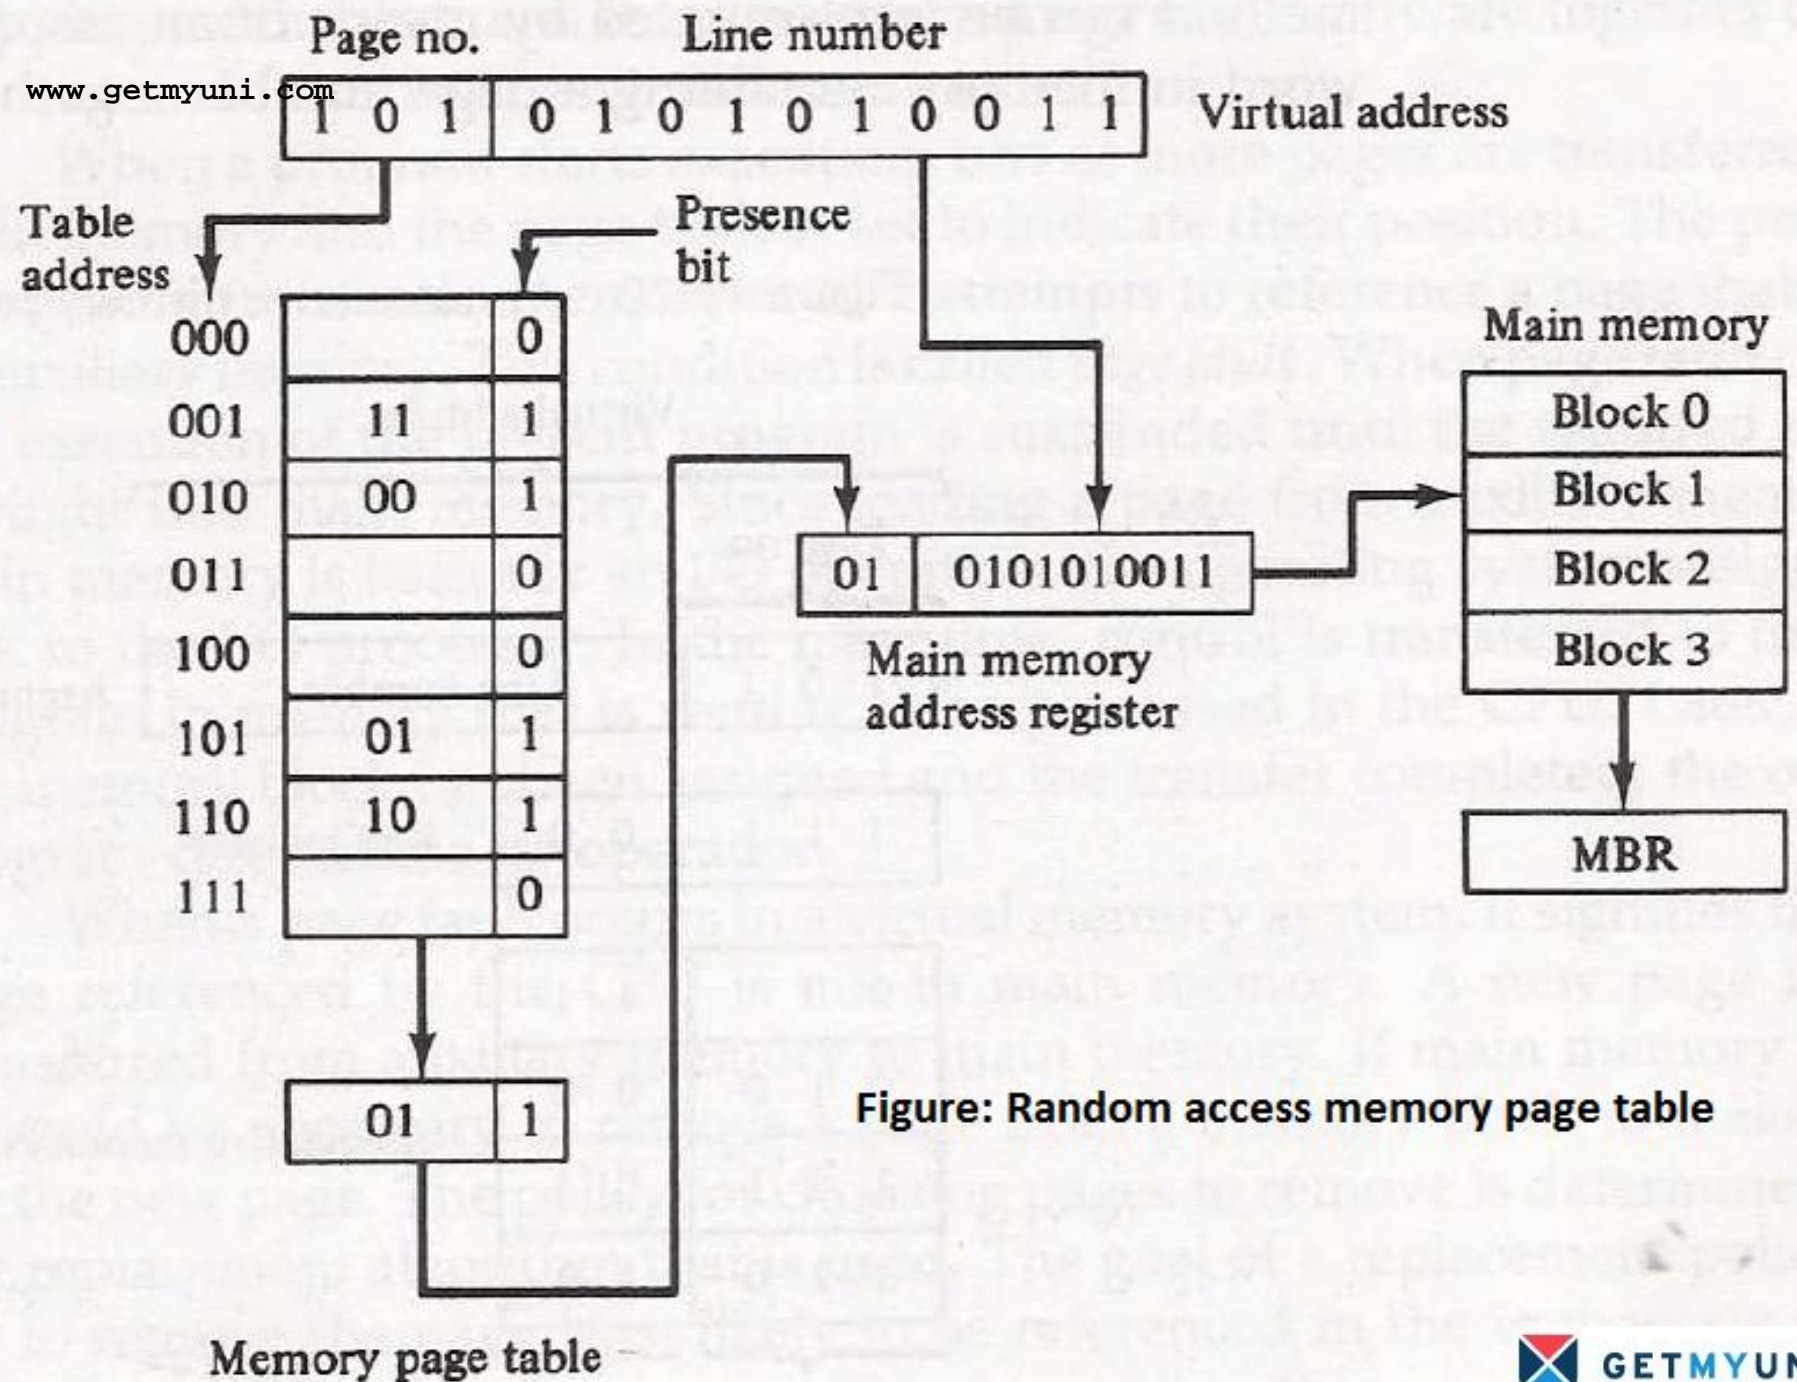 Page no. Line number
www.getmyuni.com
1 0 1 0 1 0 1 0 1 0 0 1 1 Virtual address
Table address
Presence bit
000 0
001 11 1
010 00 1
011 0
100 0
101 01 1
110 10 1
111 0
01 1
Memory page table
01 0101010011
Main memory
address register
Main memory
Block 0
Block 1
Block 2
Block 3
MBR
Figure: Random access memory page table
GETMYUN